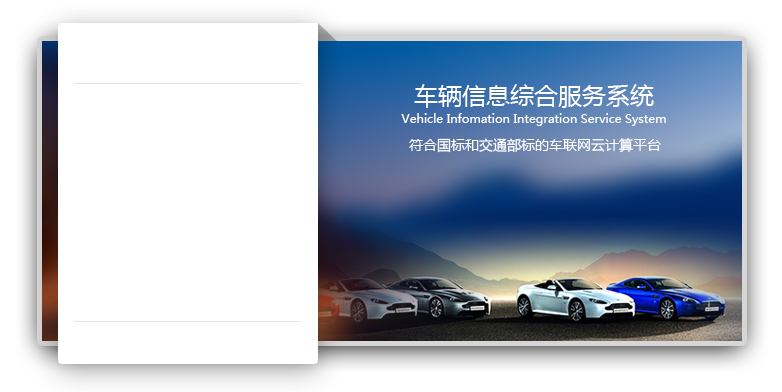 车辆信息综合服务系统
Vehicle Infomation Integration Service System
符合国标和交通部标的车联网云计算平台